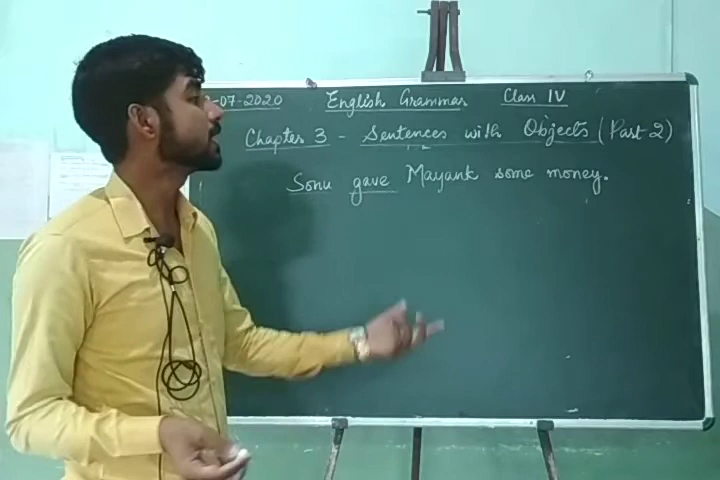 -07-2020 English Grammar Class IV
Chapter 3 - Sentences with Objects (Part 2)
Sonu gave Mayank some money.